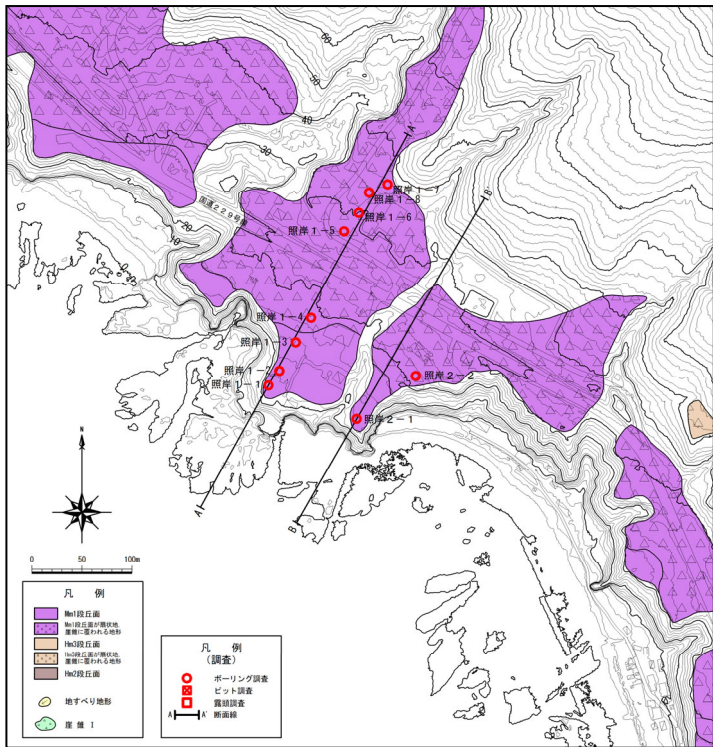 60
50
40
30
20
10
国道229号線
A
B
照岸1-7
照岸1-8
照岸1-6
照岸1-5
照岸1-4
照岸1-3
照岸1-2
照岸1-1
照岸2-2
照岸2-1
A
B
N
0 50 100m
凡 例
Mm1段丘面
Mm1段丘面が扇状地、
崖錐に覆われる地形
Hm3段丘面
Hm3段丘面が扇状地、
崖錐に覆われる地形
Hm2段丘面
地すべり地形
崖錐 I
凡 例
(調査)
ボーリング調査
ピット調査
露頭調査
A A' 断面線